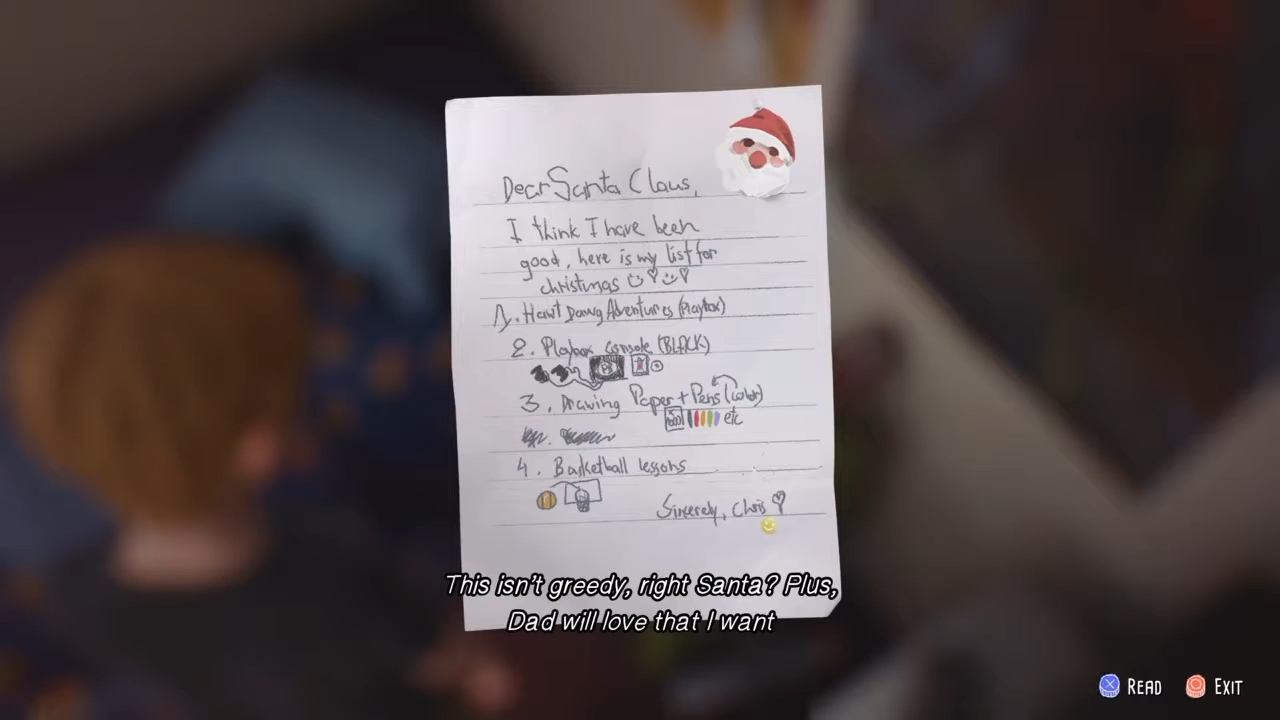 Dear Santa Claus,
I think I have been
good, here is my list for
christmas
1. Hawt Dawg Adventures (Playbox)
2. Playbox console (BLACK)
3. Drawing Paper + Pens (color)
etc
4. Basketball lessons
Sincerely, Chris
This isn't greedy, right Santa? Plus,
Dad will love that I want
READ EXIT